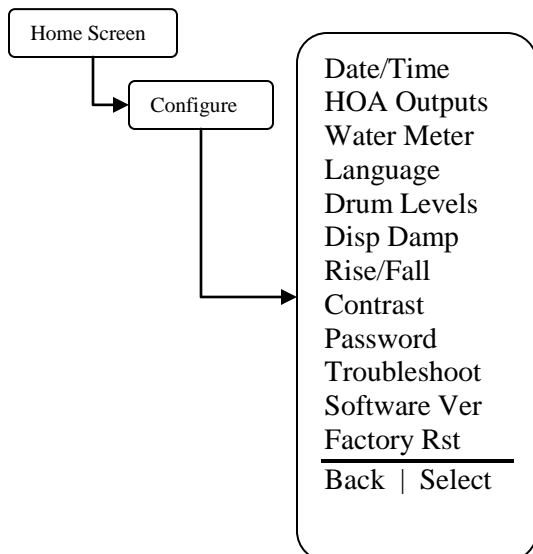 Home Screen
Configure
Date/Time
HOA Outputs
Water Meter
Language
Drum Levels
Disp Damp
Rise/Fall
Contrast
Password
Troubleshoot
Software Ver
Factory Rst
Back | Select